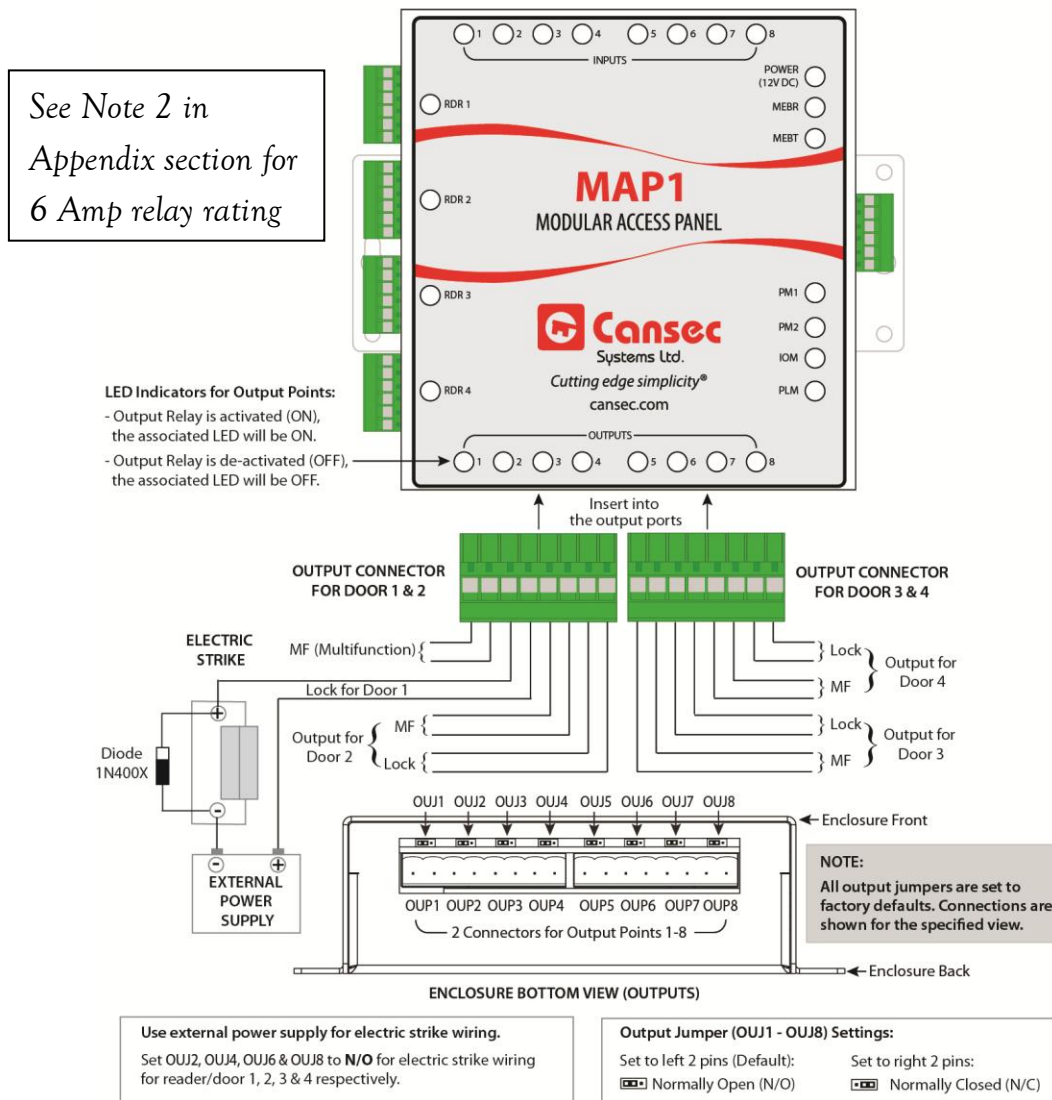 1 2 3 4 5 6 7 8
INPUTS
See Note 2 in
Appendix section for
6 Amp relay rating
POWER
(12V DC)
MEBR
MEBT
RDR 1
RDR 2
RDR 3
RDR 4
MAP1
MODULAR ACCESS PANEL
PM1
PM2
IOM
PLM
Cansec
Systems Ltd.
Cutting edge simplicity®
cansec.com
OUTPUTS
1 2 3 4 5 6 7 8
LED Indicators for Output Points:
- Output Relay is activated (ON),
the associated LED will be ON.
- Output Relay is de-activated (OFF),
the associated LED will be OFF.
Insert into
the output ports
OUTPUT CONNECTOR
FOR DOOR 1 & 2
OUTPUT CONNECTOR
FOR DOOR 3 & 4
ELECTRIC
STRIKE
MF (Multifunction)
Lock for Door 1
Output for
Door 2
MF
Lock
Lock
MF
Output for
Door 4
Lock
MF
Output for
Door 3
+
Diode
1N400X
-
- +
EXTERNAL
POWER
SUPPLY
OUJ1 OUJ2 OUJ3 OUJ4 OUJ5 OUJ6 OUJ7 OUJ8
Enclosure Front
OUP1 OUP2 OUP3 OUP4 OUP5 OUP6 OUP7 OUP8
2 Connectors for Output Points 1-8
Enclosure Back
ENCLOSURE BOTTOM VIEW (OUTPUTS)
NOTE:
All output jumpers are set to
factory defaults. Connections are
shown for the specified view.
Use external power supply for electric strike wiring.
Set OUJ2, OUJ4, OUJ6 & OUJ8 to N/O for electric strike wiring
for reader/door 1, 2, 3 & 4 respectively.
Output Jumper (OUJ1 - OUJ8) Settings:
Set to left 2 pins (Default):
Normally Open (N/O)
Set to right 2 pins:
Normally Closed (N/C)